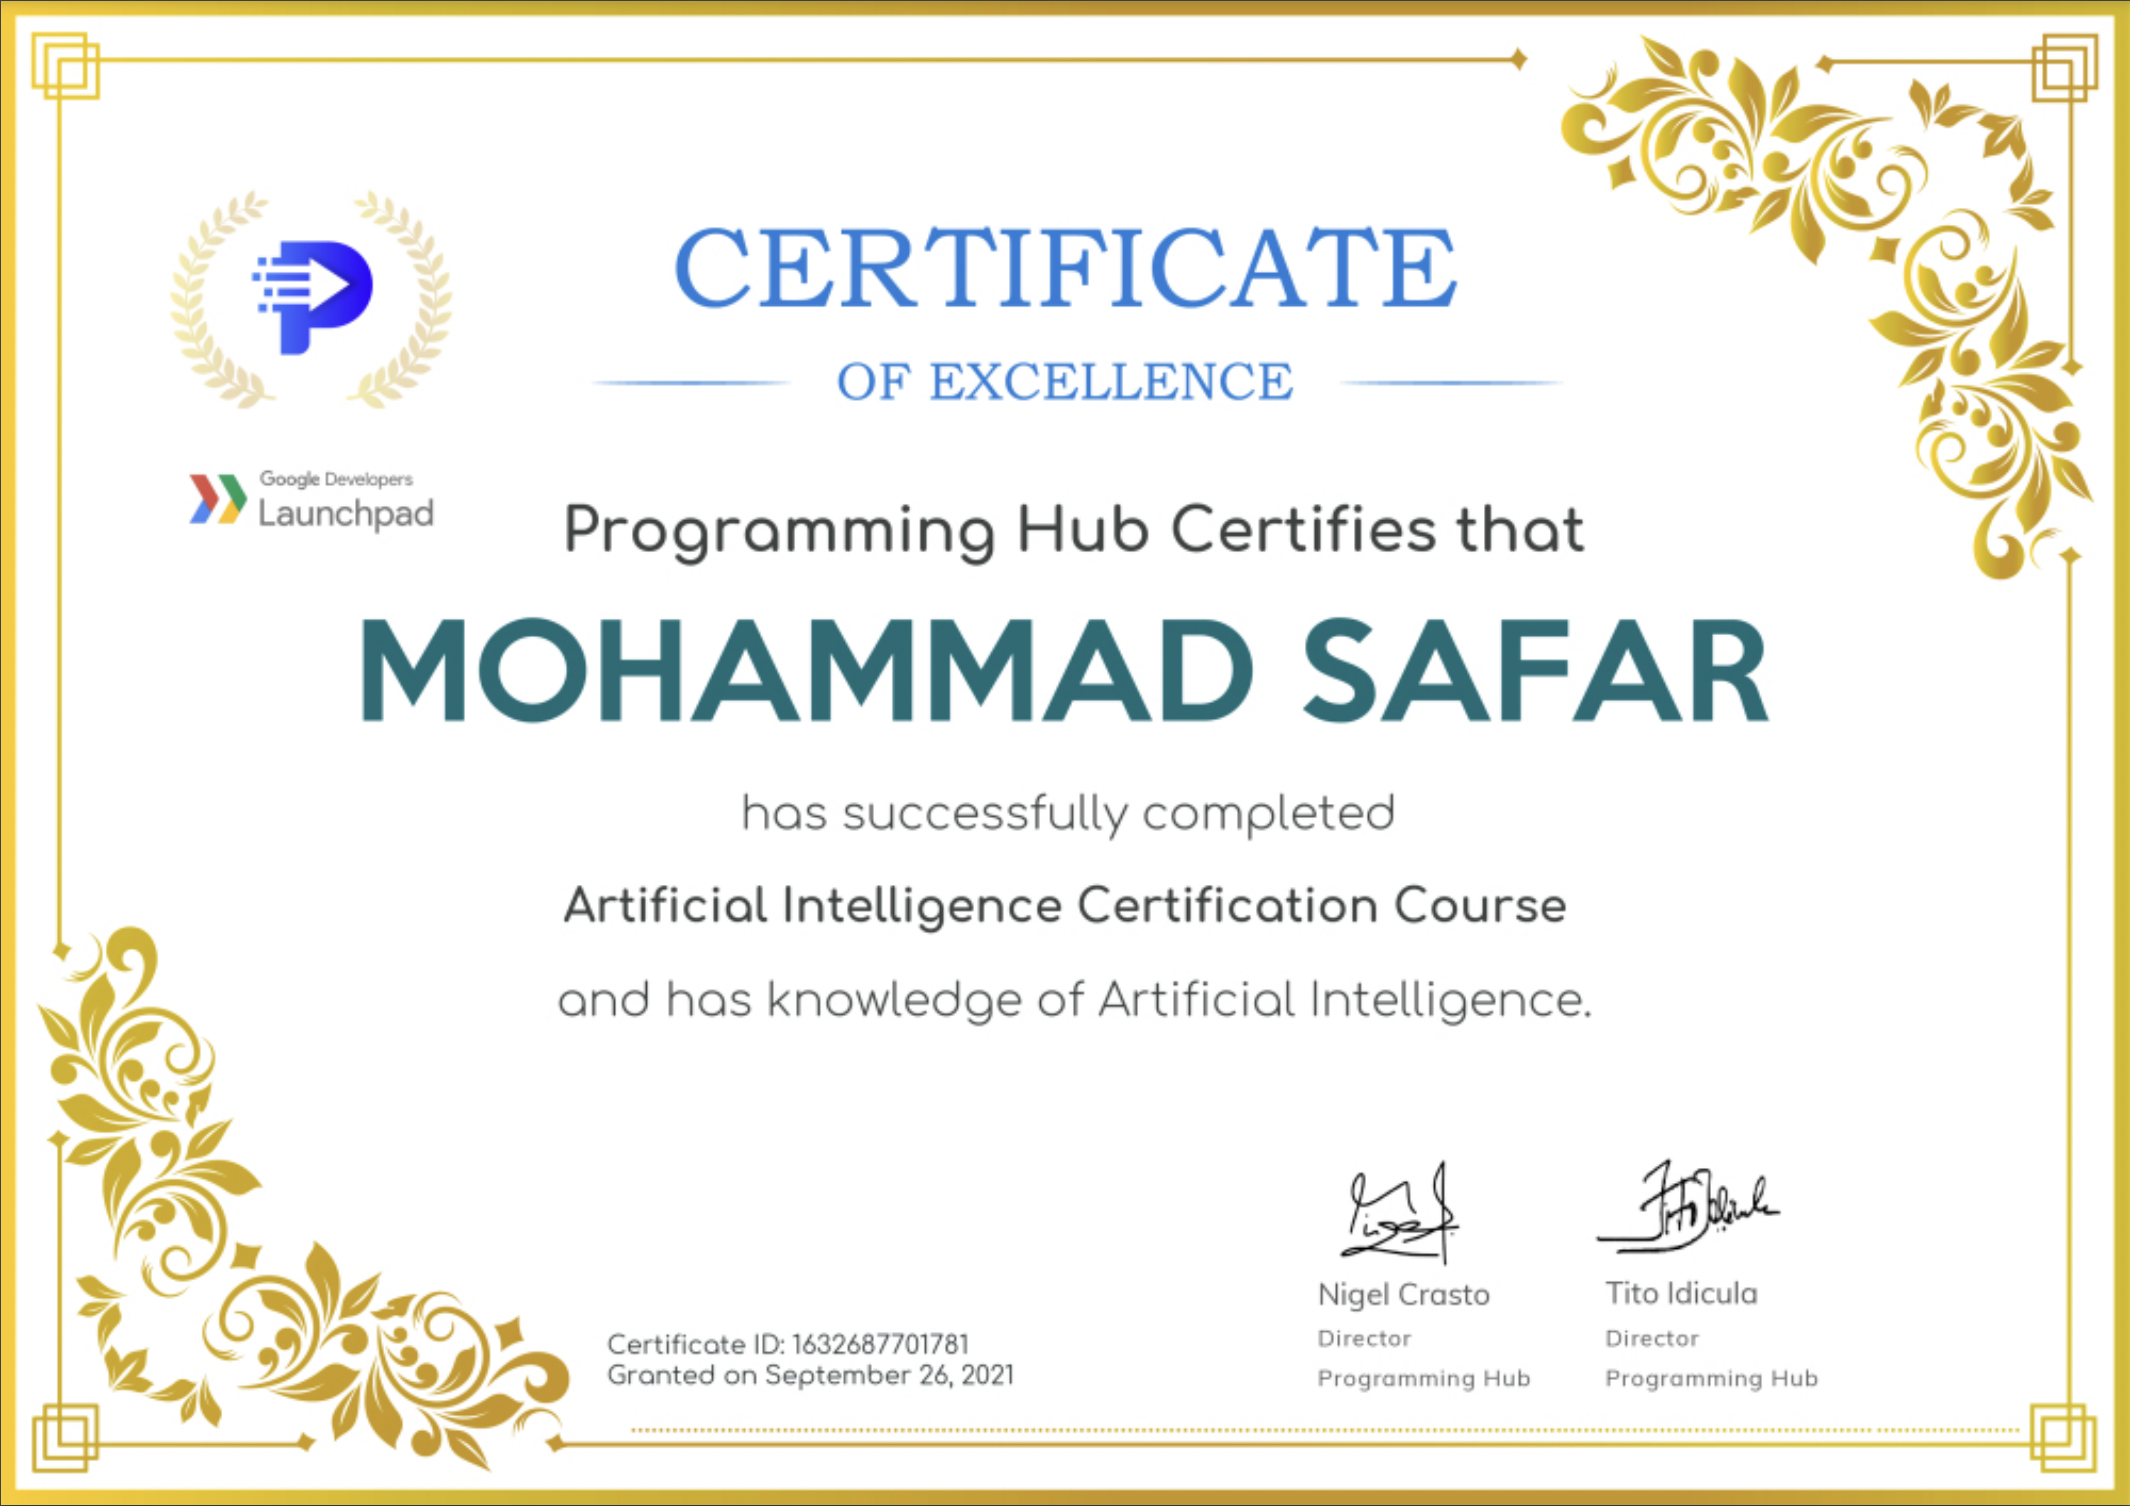 CERTIFICATE
OF EXCELLENCE
Google Developers
Launchpad
Programming Hub Certifies that
MOHAMMAD SAFAR
has successfully completed
Artificial Intelligence Certification Course
and has knowledge of Artificial Intelligence.
Nigel Crasto
Director
Programming Hub
Tito Idicula
Director
Programming Hub
Certificate ID: 1632687701781
Granted on September 26, 2021